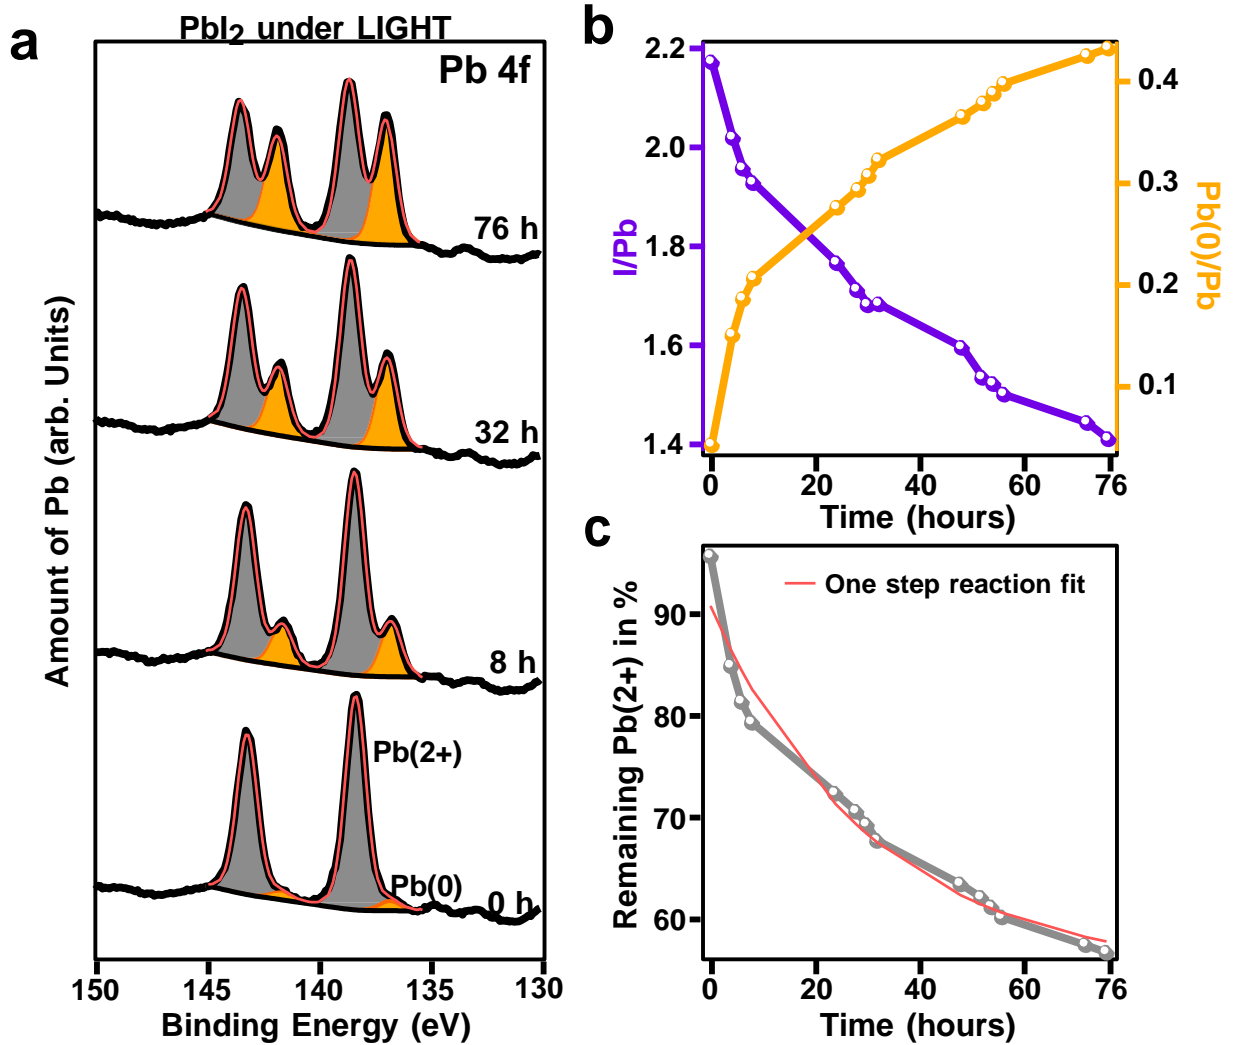 a
PbI2 under LIGHT
Pb 4f
76 h
32 h
8 h
Pb(2+)
Pb(0)
0 h
Amount of Pb (arb. Units)
150 145 140 135 130
Binding Energy (eV)
b
2.2
2.0
1.8
1.6
1.4
I/Pb
0.4
0.3
0.2
0.1
Pb(0)/Pb
0 20 40 60 76
Time (hours)
c
One step reaction fit
90
80
70
60
Remaining Pb(2+) in %
0 20 40 60 76
Time (hours)